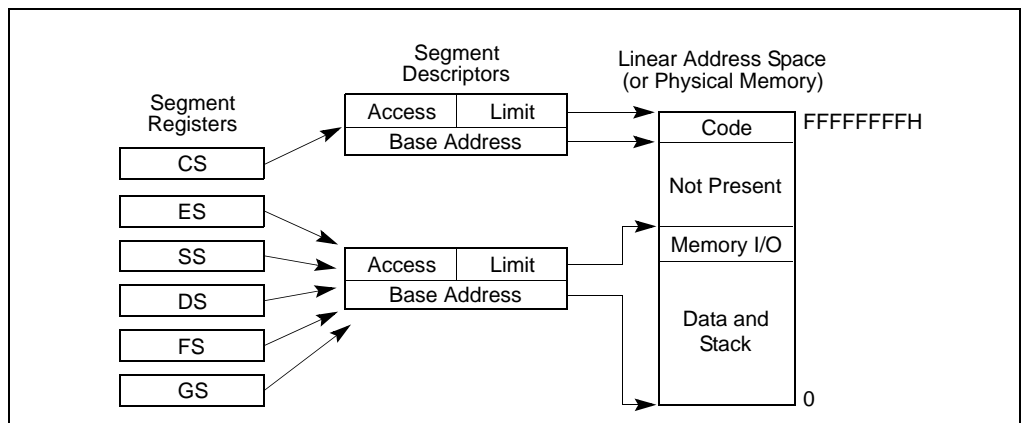 Segment
Registers
CS
ES
SS
DS
FS
GS
Segment
Descriptors
Access Limit
Base Address
Access Limit
Base Address
Linear Address Space
(or Physical Memory)
Code FFFFFFFFH
Not Present
Memory I/O
Data and
Stack
0